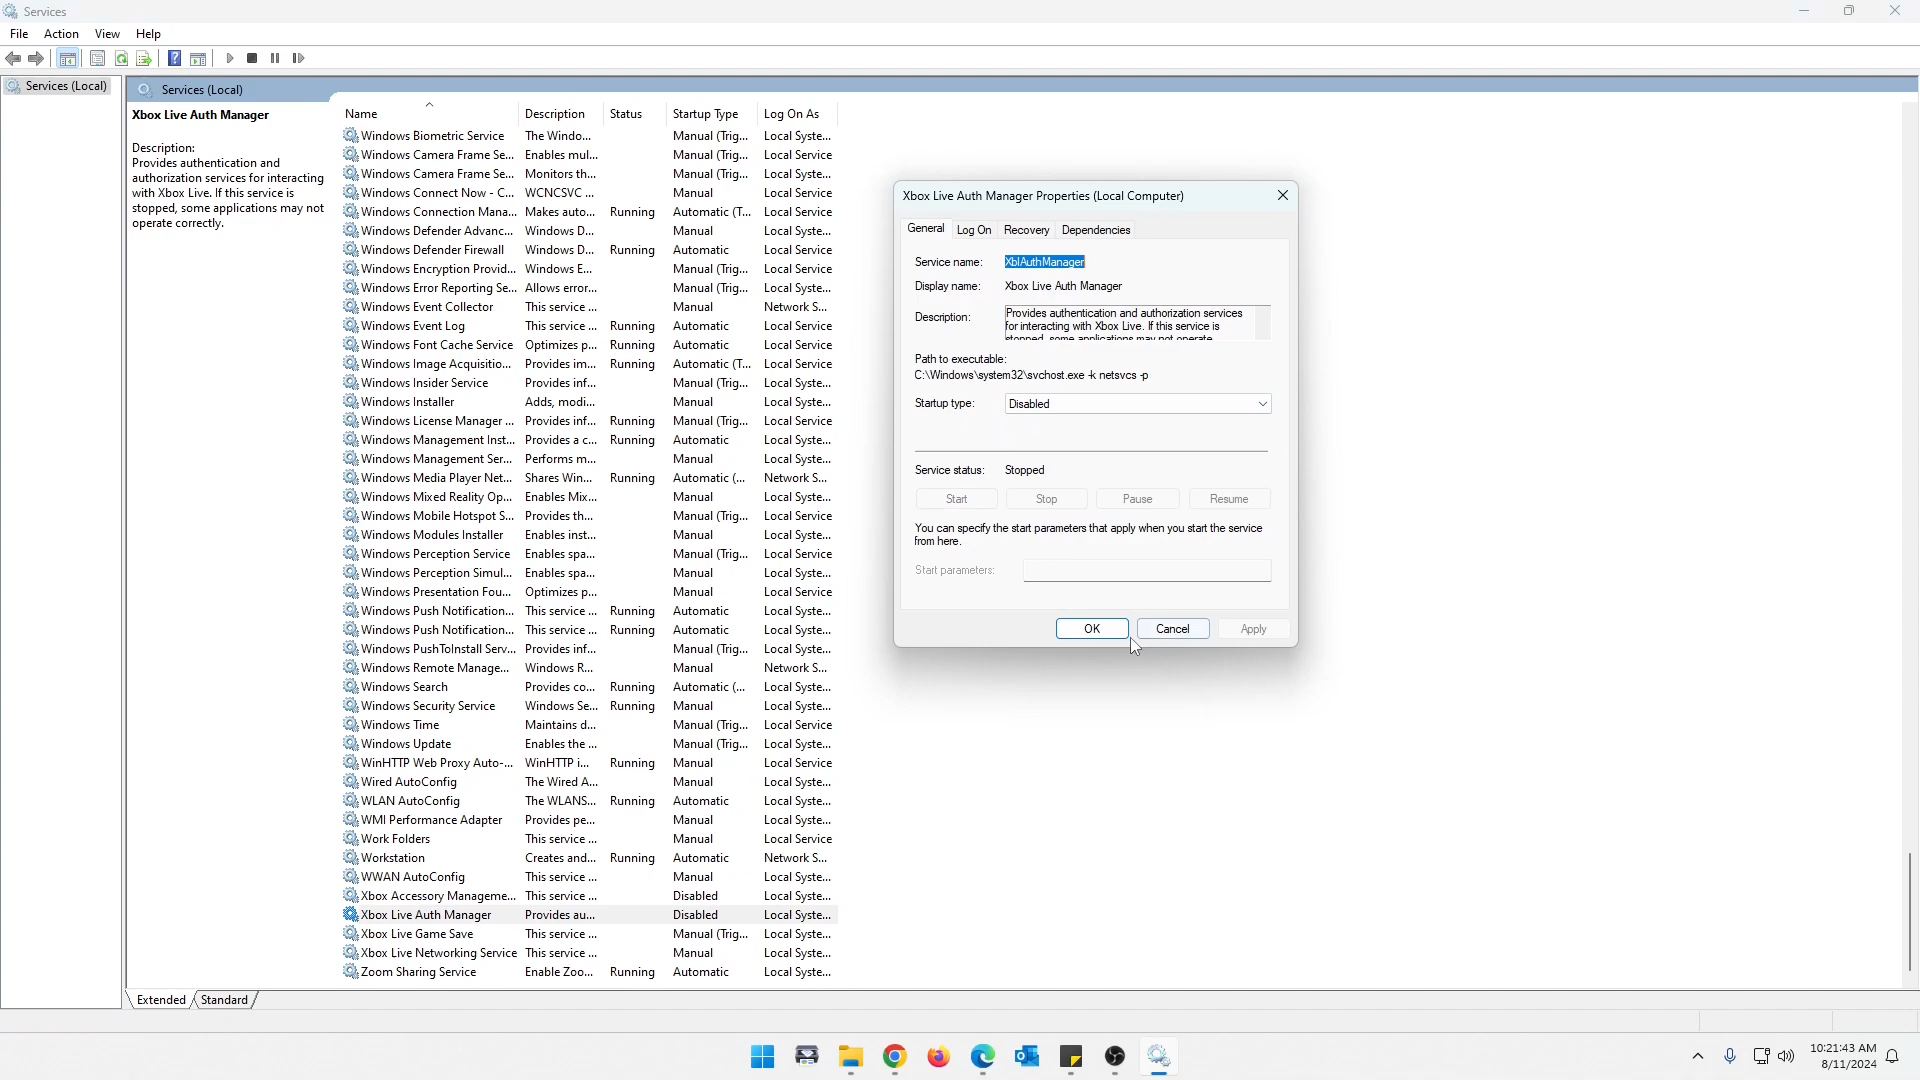 Services
File Action View Help
Services (Local)
Services (Local)
Xbox Live Auth Manager
Description:
Provides authentication and
authorization services for interacting
with Xbox Live. If this service is
stopped, some applications may not
operate correctly.
Name Description Status Startup Type Log On As
Windows Biometric Service The Windo... Manual (Trig... Local Syste...
Windows Camera Frame Se... Enables mul... Manual (Trig... Local Service
Windows Camera Frame Se... Monitors th... Manual (Trig... Local Service
Windows Connect Now - C... WCNCSVC ... Manual Local Service
Windows Connection Mana... Makes auto... Running Automatic (T... Local Service
Windows Defender Advanc... Windows D... Manual Local Syste...
Windows Defender Firewall Windows D... Running Automatic Local Service
Windows Encryption Provid... Windows E... Manual (Trig... Local Service
Windows Error Reporting Se... Allows error... Manual (Trig... Local Syste...
Windows Event Collector This service ... Manual Network S...
Windows Event Log This service ... Running Automatic Local Service
Windows Font Cache Service Optimizes p... Running Automatic Local Service
Windows Image Acquisitio... Provides im... Running Automatic (T... Local Service
Windows Insider Service Provides inf... Manual (Trig... Local Syste...
Windows Installer Adds, modi... Manual Local Syste...
Windows License Manager ... Provides inf... Running Manual (Trig... Local Service
Windows Management Inst... Provides a c... Running Automatic Local Syste...
Windows Management Ser... Performs m... Manual Local Syste...
Windows Media Player Net... Shares Win... Running Automatic (... Network S...
Windows Mixed Reality Op... Enables Mix... Manual Local Syste...
Windows Mobile Hotspot S... Provides th... Manual (Trig... Local Service
Windows Modules Installer Enables inst... Manual Local Syste...
Windows Perception Service Enables spa... Manual (Trig... Local Service
Windows Perception Simul... Enables spa... Manual Local Syste...
Windows Presentation Fou... Optimizes p... Manual Local Service
Windows Push Notification... This service ... Running Automatic Local Syste...
Windows Push Notification... This service ... Running Automatic Local Syste...
Windows PushToInstall Serv... Provides inf... Manual (Trig... Local Syste...
Windows Remote Manage... Windows R... Manual Network S...
Windows Search Provides co... Running Automatic (... Local Syste...
Windows Security Service Windows Se... Running Manual Local Syste...
Windows Time Maintains d... Manual (Trig... Local Service
Windows Update Enables the ... Manual (Trig... Local Syste...
WinHTTP Web Proxy Auto-... WinHTTP i... Running Manual Local Service
Wired AutoConfig The Wired A... Manual Local Syste...
WLAN AutoConfig The WLANS... Running Automatic Local Syste...
WMI Performance Adapter Provides pe... Manual Local Syste...
Work Folders This service ... Manual Local Service
Workstation Creates and... Running Automatic Network S...
WWAN AutoConfig This service ... Manual Local Syste...
Xbox Accessory Manageme... This service ... Disabled Local Syste...
Xbox Live Auth Manager Provides au... Disabled Local Syste...
Xbox Live Game Save This service ... Manual (Trig... Local Syste...
Xbox Live Networking Service This service ... Manual Local Syste...
Zoom Sharing Service Enable Zoo... Running Automatic Local Syste...
Xbox Live Auth Manager Properties (Local Computer)
General Log On Recovery Dependencies
Service name: XblAuthManager
Display name: Xbox Live Auth Manager
Description: Provides authentication and authorization services
for interacting with Xbox Live. If this service is
stopped, some applications may not operate
Path to executable:
C:\Windows\system32\svchost.exe -k netsvcs -p
Startup type: Disabled
Service status: Stopped
Start Stop Pause Resume
You can specify the start parameters that apply when you start the service
from here.
Start parameters:
OK Cancel Apply
Extended Standard
10:21:43 AM
8/11/2024